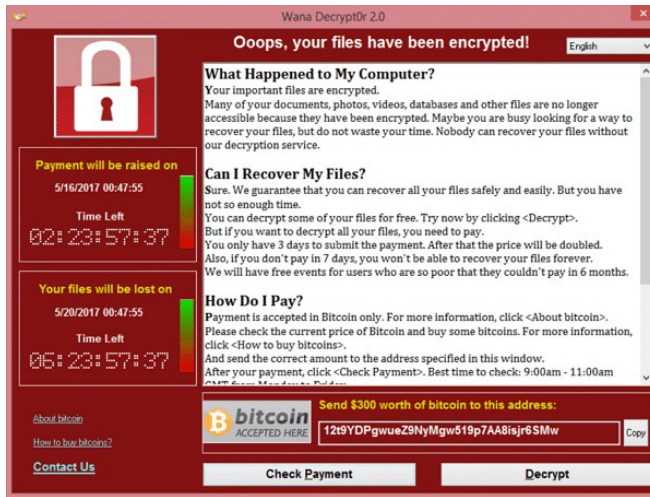 Wana Decrypt0r 2.0
Ooops, your files have been encrypted!
English
What Happened to My Computer?
Your important files are encrypted.
Many of your documents, photos, videos, databases and other files are no longer
accessible because they have been encrypted. Maybe you are busy looking for a way to
recover your files, but do not waste your time. Nobody can recover your files without
our decryption service.
Can I Recover My Files?
Sure. We guarantee that you can recover all your files safely and easily. But you have
not so enough time.
You can decrypt some of your files for free. Try now by clicking <Decrypt>.
But if you want to decrypt all your files, you need to pay.
You only have 3 days to submit the payment. After that the price will be doubled.
Also, if you don't pay in 7 days, you won't be able to recover your files forever.
We will have free events for users who are so poor that they couldn't pay in 6 months.
How Do I Pay?
Payment is accepted in Bitcoin only. For more information, click <About bitcoin>.
Please check the current price of Bitcoin and buy some bitcoins. For more information,
click <How to buy bitcoins>.
And send the correct amount to the address specified in this window.
After your payment, click <Check Payment>. Best time to check: 9:00am - 11:00am
GMT from Monday to Friday.
Payment will be raised on
5/16/2017 00:47:55
Time Left
02:23:57:37
Your files will be lost on
5/20/2017 00:47:55
Time Left
06:23:57:37
About bitcoin
How to buy bitcoins?
Contact Us
bitcoin
ACCEPTED HERE
Send $300 worth of bitcoin to this address:
12t9YDPgwueZ9NyMgw519p7AA8isjr6SMw
Copy
Check Payment
Decrypt